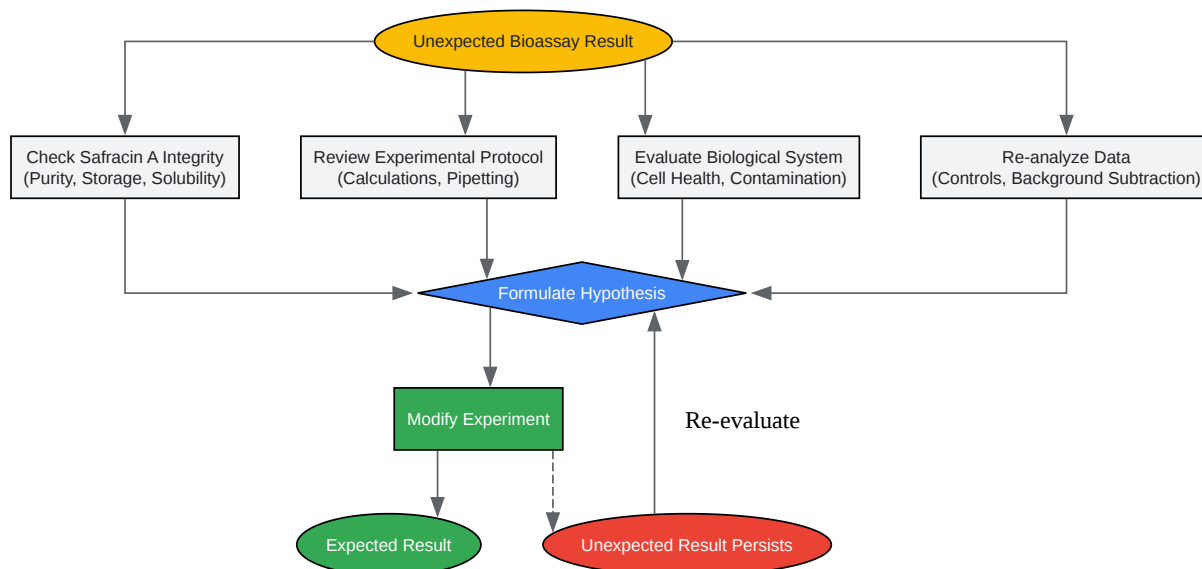 Unexpected Bioassay Result
Check Safracin A Integrity
(Purity, Storage, Solubility)
Review Experimental Protocol
(Calculations, Pipetting)
Evaluate Biological System
(Cell Health, Contamination)
Re-analyze Data
(Controls, Background Subtraction)
Formulate Hypothesis
Modify Experiment
Re-evaluate
Expected Result
Unexpected Result Persists